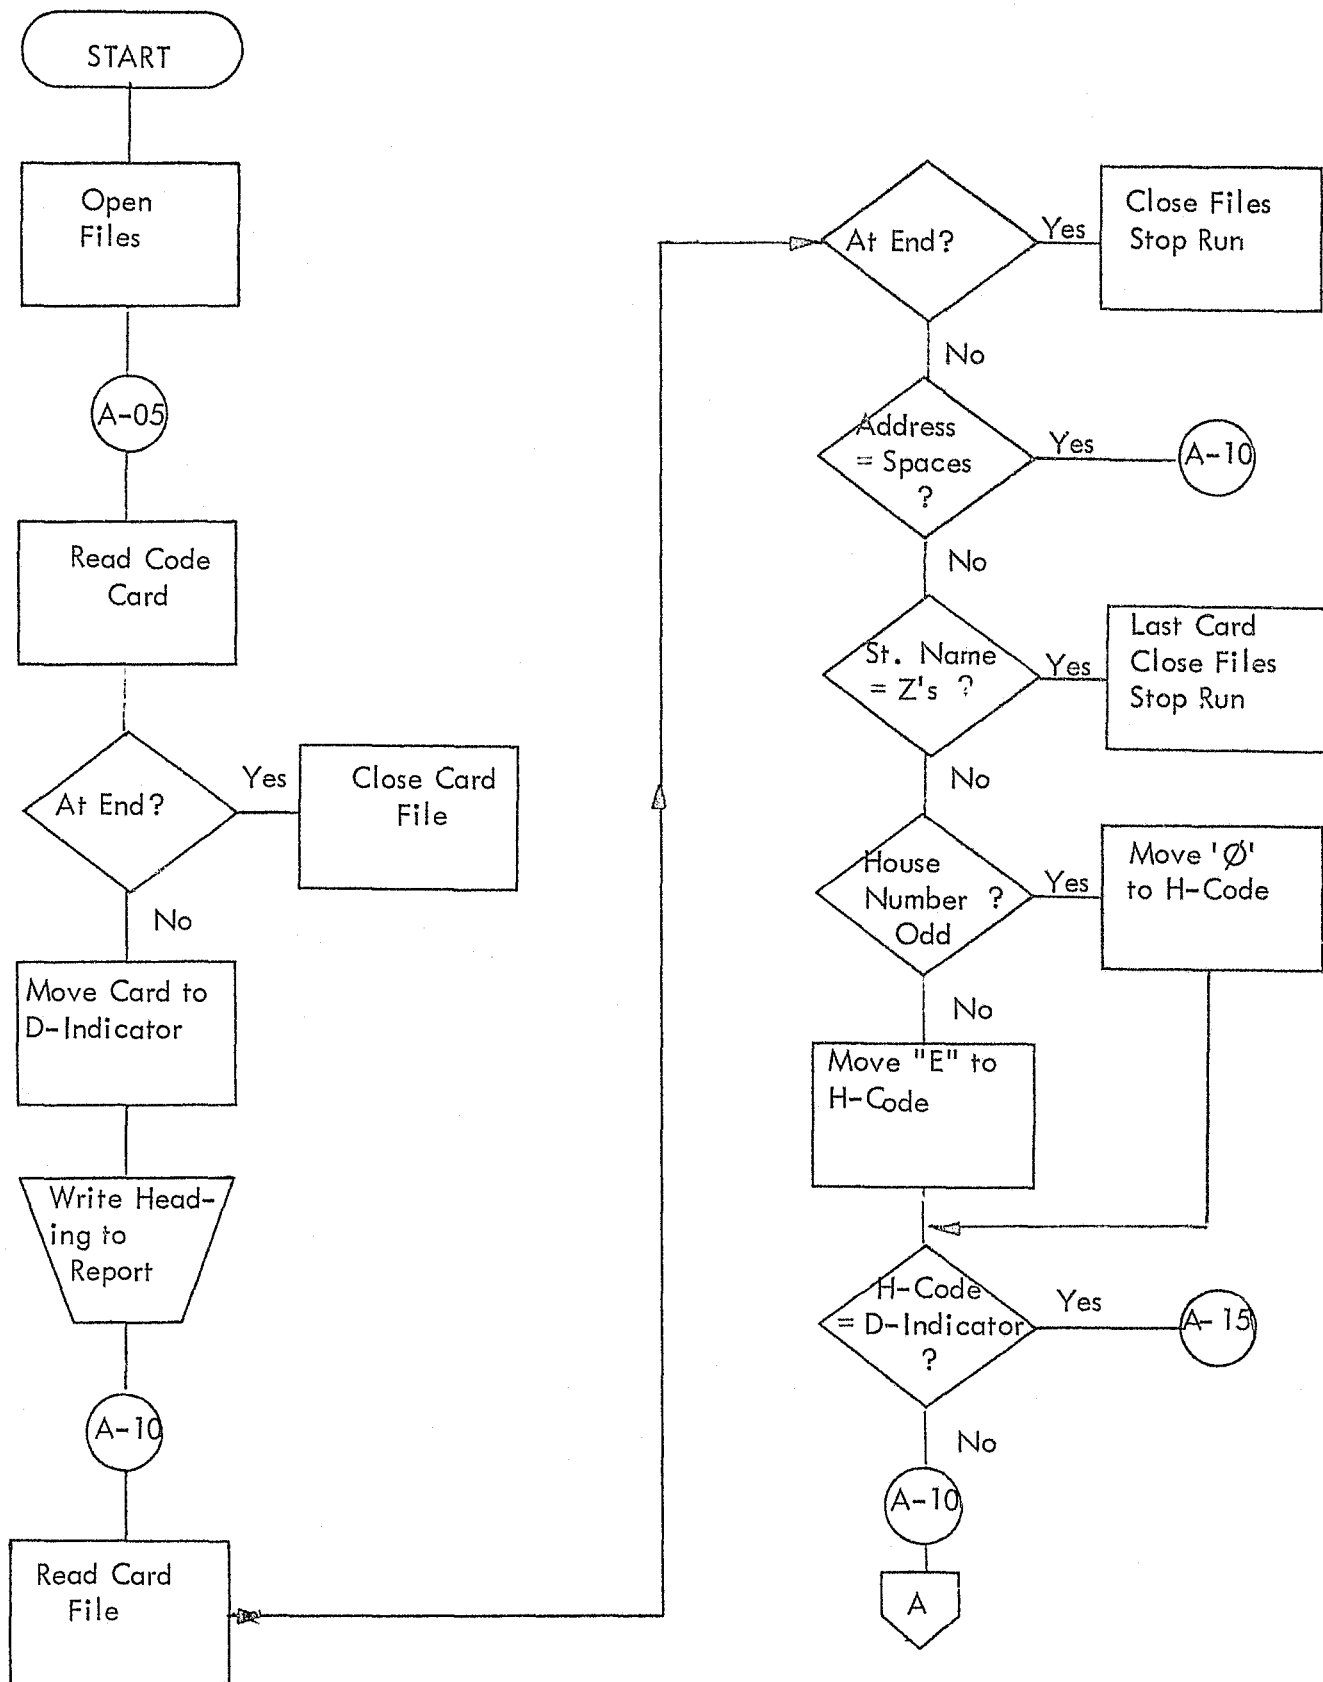 START
Open
Files
A-05
Read Code
Card
At End?
Yes
Close Card
File
No
Move Card to
D-Indicator
Write Head-
ing to
Report
A-10
Read Card
File
At End?
Yes
Close Files
Stop Run
No
Address
= Spaces
?
Yes
A-10
No
St. Name
= Z's ?
Yes
Last Card
Close Files
Stop Run
No
House
Number ?
Odd
Yes
Move 'Ø'
to H-Code
No
Move "E" to
H-Code
H-Code
= D-Indicator
?
Yes
A-15
No
A-10
A